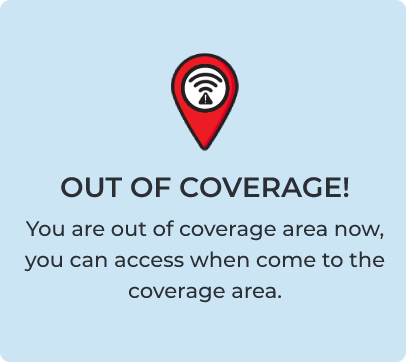 OUT OF COVERAGE!
You are out of coverage area now,
you can access when come to the
coverage area.